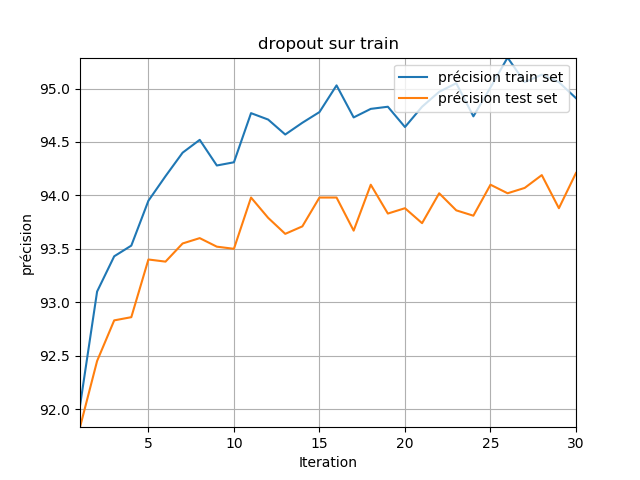 dropout sur train
précision train set
précision test set
95.0
94.5
94.0
93.5
93.0
92.5
92.0
précision
5 10 15 20 25 30
Iteration